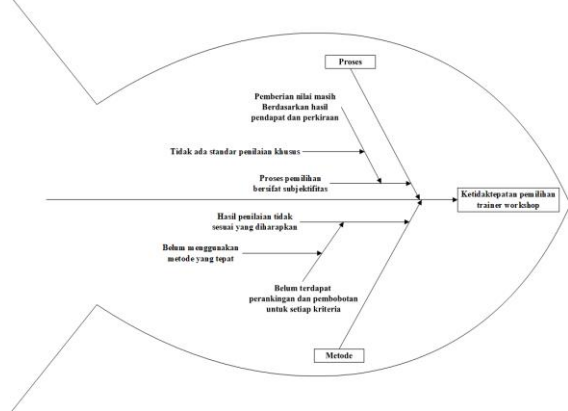 Proses
Pemberian nilai masih
Berdasarkan hasil
pendapat dan perkiraan
Tidak ada standar penilaian khusus
Proses pemilihan
bersifat subjektifitas
Ketidaktepatan pemilihan
trainer workshop
Hasil penilaian tidak
sesuai yang diharapkan
Belum menggunakan
metode yang tepat
Belum terdapat
perankingan dan pembobotan
untuk setiap kriteria
Metode